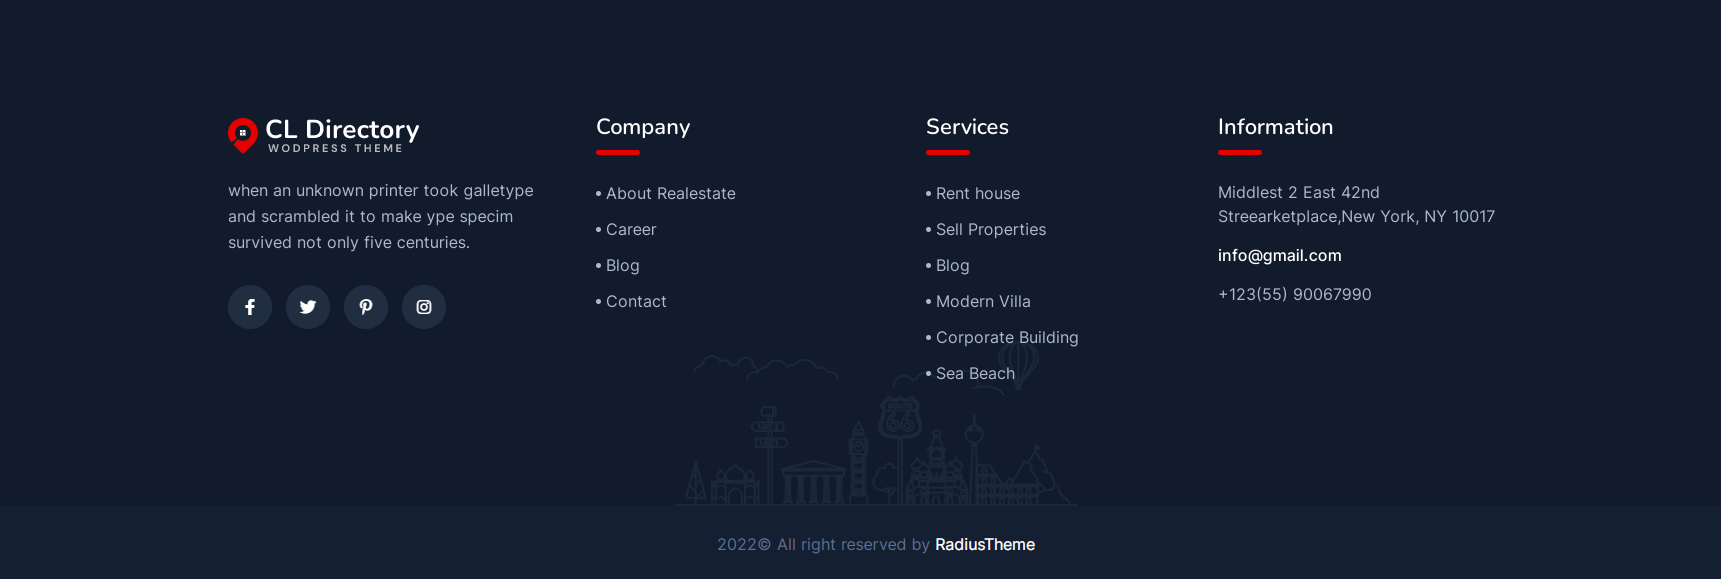 CL Directory
WODPRESS THEME
when an unknown printer took galletype
and scrambled it to make ype specim
survived not only five centuries.
Company
• About Realestate
• Career
• Blog
• Contact
Services
• Rent house
• Sell Properties
• Blog
• Modern Villa
• Corporate Building
• Sea Beach
Information
Middlest 2 East 42nd
Streearketplace,New York, NY 10017
info@gmail.com
+123(55) 90067990
ROUTE
66
2022© All right reserved by RadiusTheme